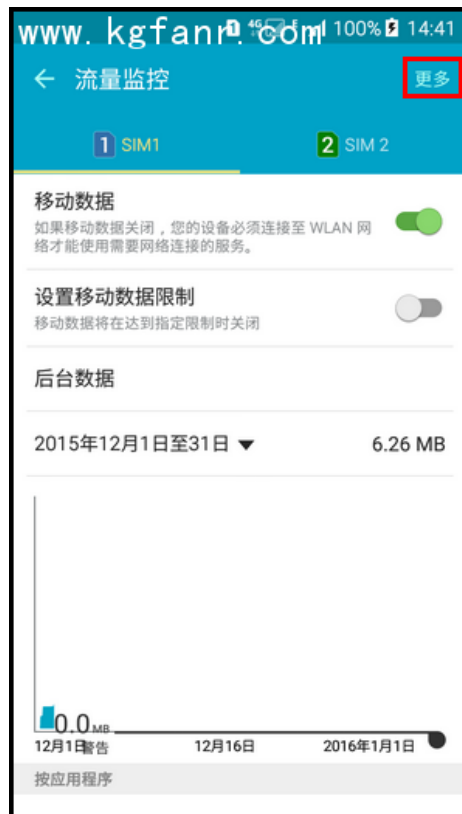 www. kgfanr. com
1 4G 100% 14:41
流量监控 更多
1 SIM1 2 SIM 2
移动数据
如果移动数据关闭，您的设备必须连接至 WLAN 网
络才能使用需要网络连接的服务。
设置移动数据限制
移动数据将在达到指定限制时关闭
后台数据
2015年12月1日至31日 6.26 MB
0.0 MB
12月1日 警告 12月16日 2016年1月1日
按应用程序